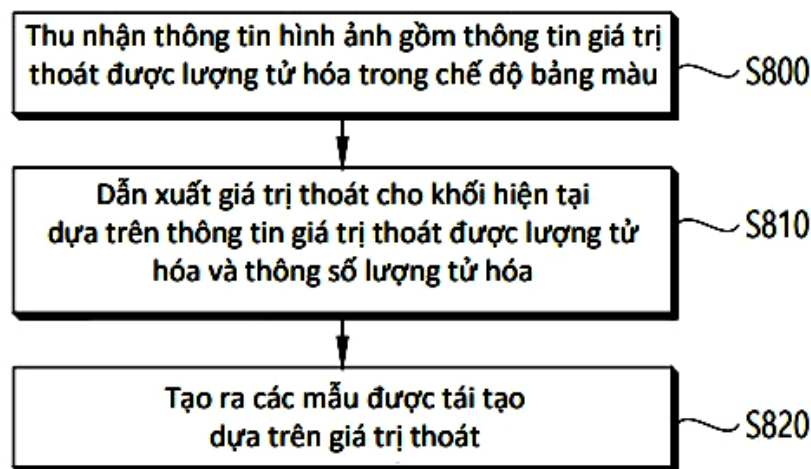 Thu nhận thông tin hình ảnh gồm thông tin giá trị
thoát được lượng tử hóa trong chế độ bảng màu
S800
Dẫn xuất giá trị thoát cho khối hiện tại
dựa trên thông tin giá trị thoát được lượng tử
hóa và thông số lượng tử hóa
S810
Tạo ra các mẫu được tái tạo
dựa trên giá trị thoát
S820